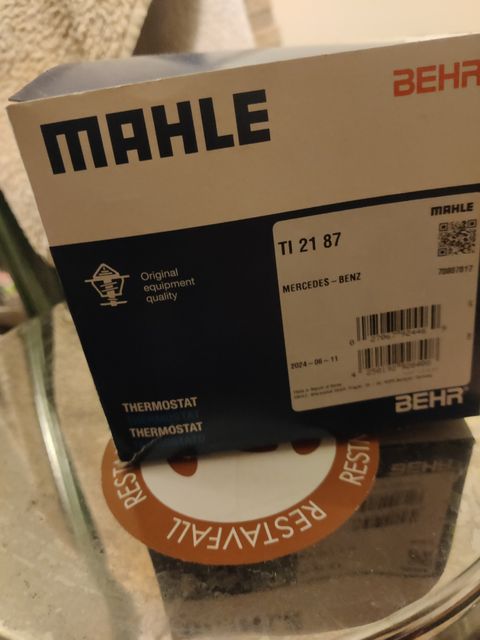 BEHR
MAHLE
MAHLE
TI 21 87
MERCEDES-BENZ
Original
equipment
quality
2024-06-11
THERMOSTAT
THERMOSTAT
BEHR
REST
RESTAVFALL
REST